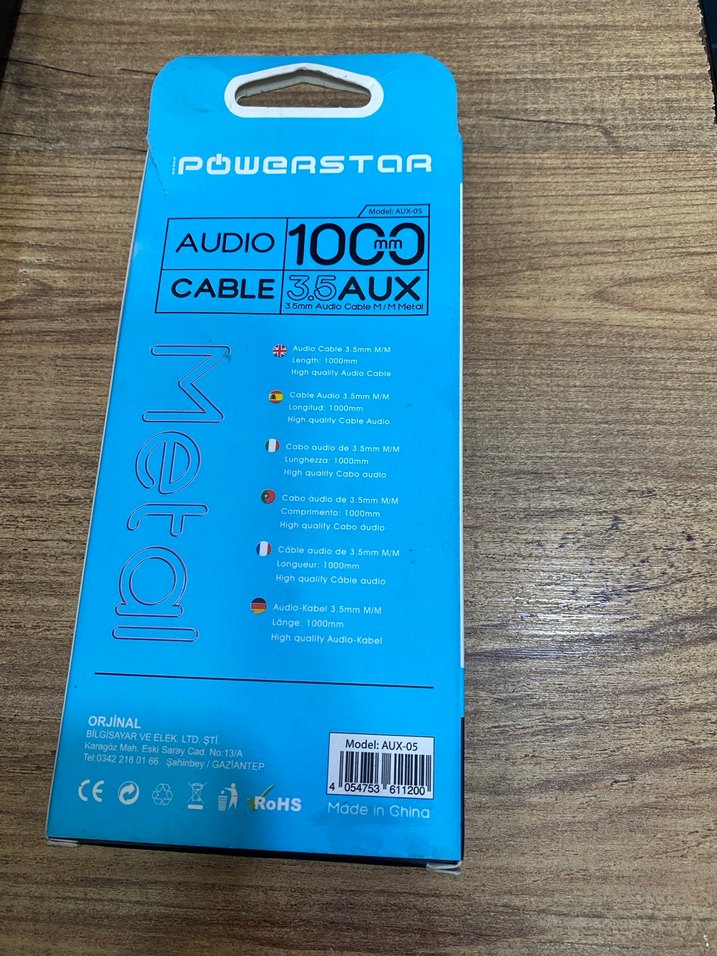 POWERSTAR
Model: AUX-05
AUDIO 1000mm
CABLE 3.5AUX
3.5mm Audio Cable M / M Metal
Metal
Audio Cable 3.5mm M/M
Length: 1000mm
High quality Audio Cable
Cable Audio 3.5mm M/M
Longitud: 1000mm
High quality Cable Audio
Cabo audio de 3.5mm M/M
Lunghezza: 1000mm
High quality Cabo audio
Cabo áudio de 3.5mm M/M
Comprimento: 1000mm
High quality Cabo áudio
Câble audio de 3.5mm M/M
Longueur: 1000mm
High quality Câble audio
Audio-Kabel 3.5mm M/M
Länge: 1000mm
High quality Audio-Kabel
ORJİNAL
BİLGİSAYAR VE ELEK. LTD. ŞTİ.
Karagöz Mah. Eski Saray Cad. No:13/A
Tel:0342 218 01 66 Şahinbey / GAZİANTEP
CE
RoHS
Model: AUX-05
4 054753 611200
Made in China